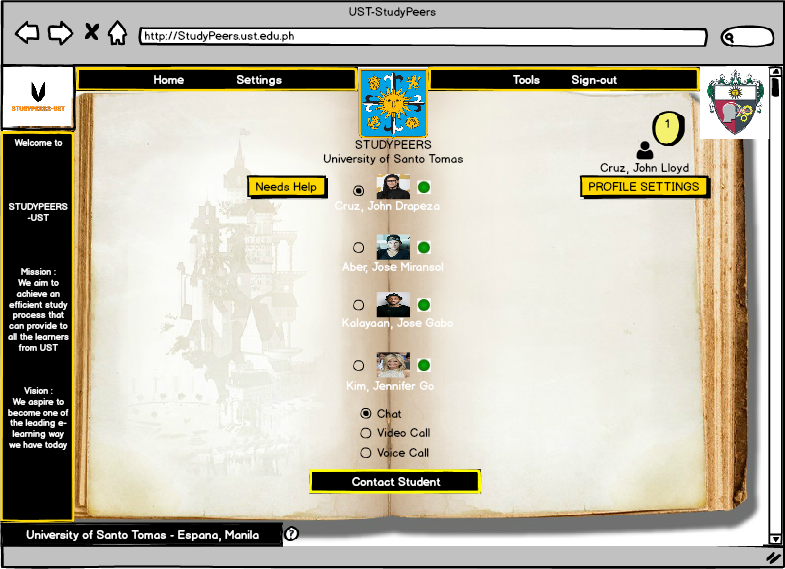 UST-StudyPeers
http://StudyPeers.ust.edu.ph
Home
Settings
Tools
Sign-out
STUDYPEERS-UST
Welcome to
STUDYPEERS
-UST
Mission :
We aim to
achieve an
efficient study
process that
can provide to
all the learners
from UST
Vision :
We aspire to
become one of
the leading e-
learning way
we have today
STUDYPEERS
University of Santo Tomas
1
Cruz, John Lloyd
PROFILE SETTINGS
Needs Help
Cruz, John Drapeza
Aber, Jose Miransol
Kalayaan, Jose Gabo
Kim, Jennifer Go
Chat
Video Call
Voice Call
Contact Student
University of Santo Tomas - Espana, Manila
?